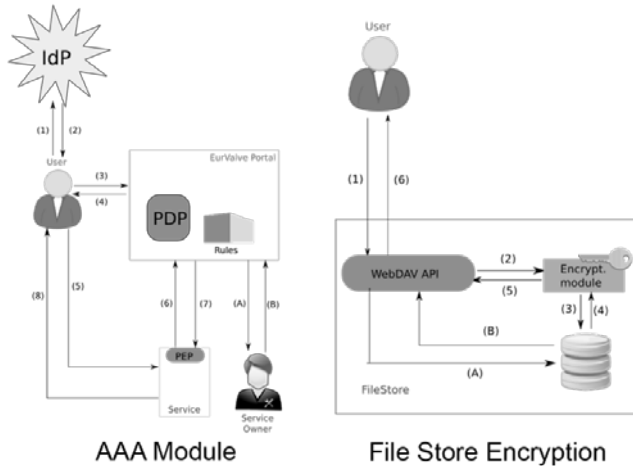 IdP
(1)
(2)
User
(3)
(4)
EurValve Portal
PDP
Rules
(8)
(5)
(6)
(7)
(A)
(B)
PEP
Service
Service
Owner
AAA Module
User
(1)
(6)
WebDAV API
(2)
(5)
Encrypt.
module
(3)
(4)
(B)
(A)
FileStore
File Store Encryption